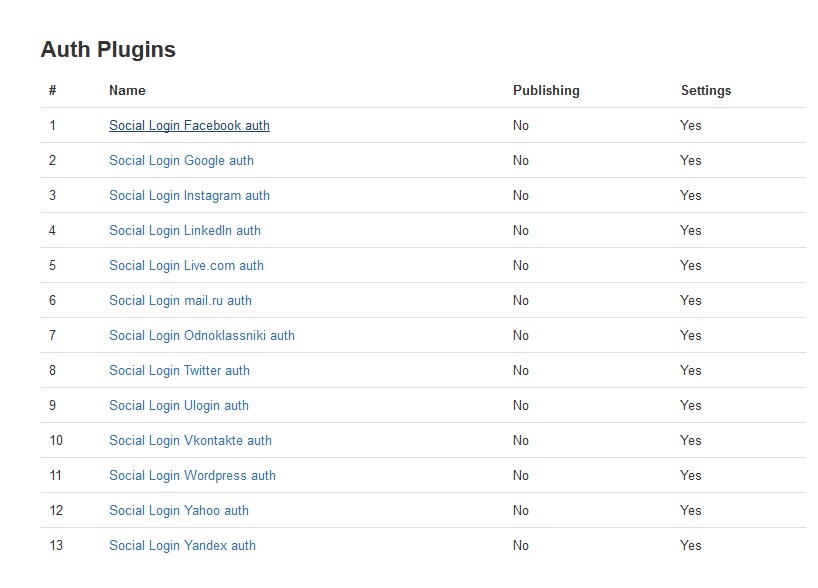 Auth Plugins
# Name Publishing Settings
1 Social Login Facebook auth No Yes
2 Social Login Google auth No Yes
3 Social Login Instagram auth No Yes
4 Social Login LinkedIn auth No Yes
5 Social Login Live.com auth No Yes
6 Social Login mail.ru auth No Yes
7 Social Login Odnoklassniki auth No Yes
8 Social Login Twitter auth No Yes
9 Social Login Ulogin auth No Yes
10 Social Login Vkontakte auth No Yes
11 Social Login Wordpress auth No Yes
12 Social Login Yahoo auth No Yes
13 Social Login Yandex auth No Yes